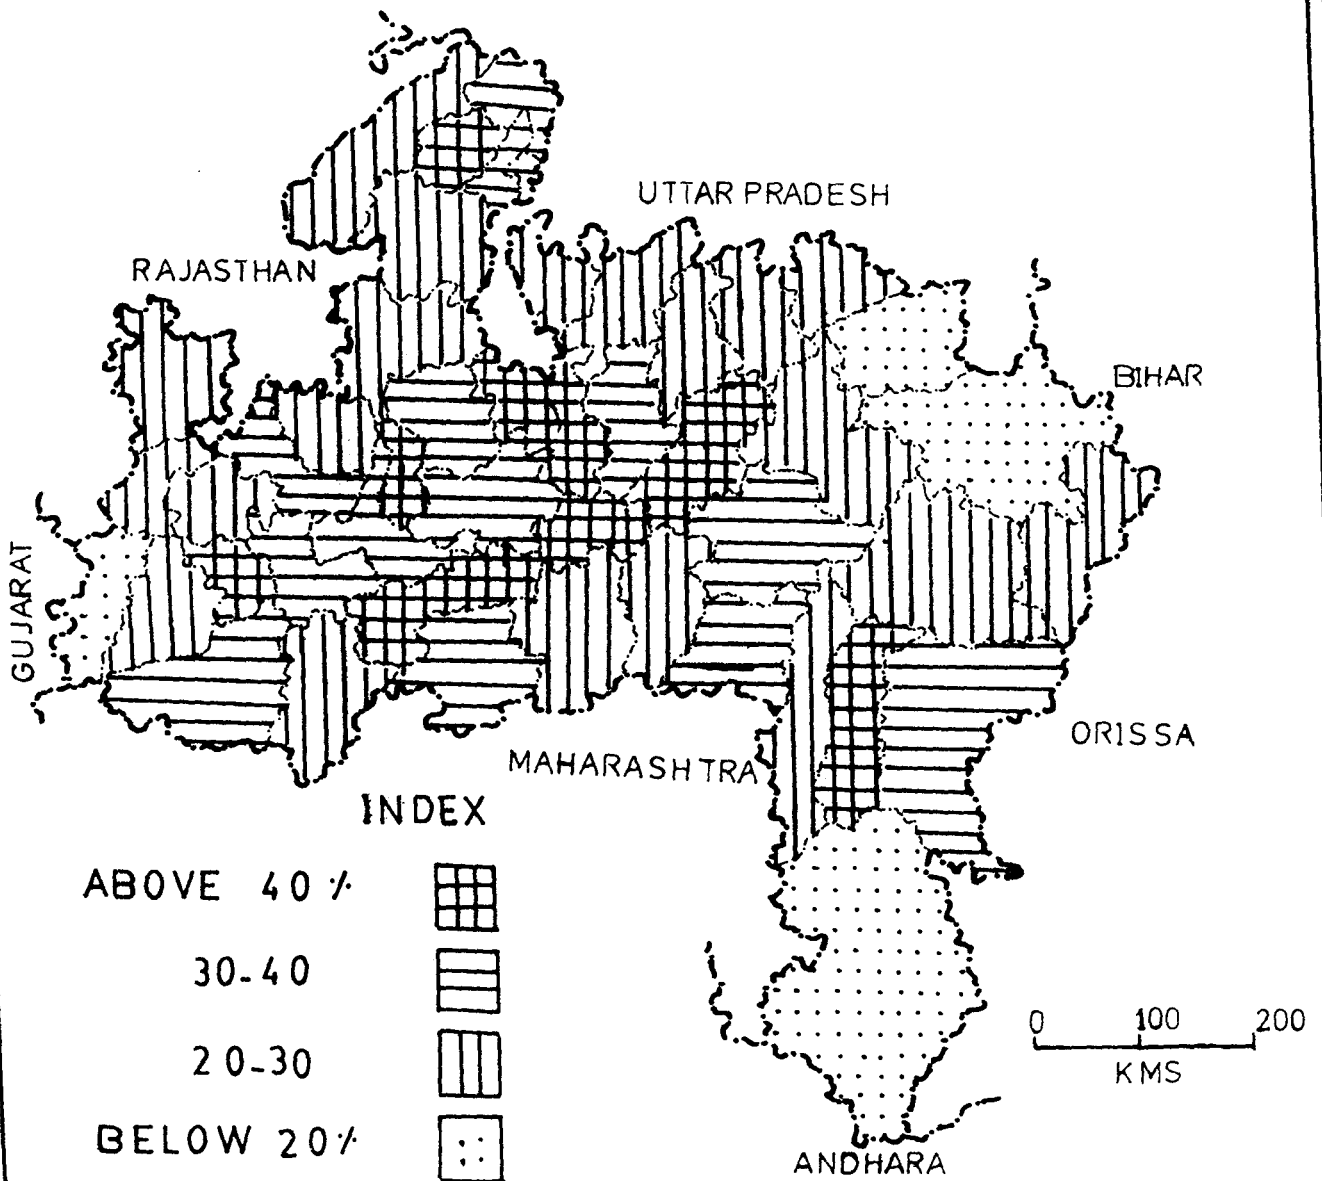 UTTAR PRADESH
RAJASTHAN
BIHAR
GUJARAT
ORISSA
MAHARASHTRA
INDEX
ABOVE 40%
30-40
20-30
BELOW 20%
0 100 200
KMS
ANDHARA